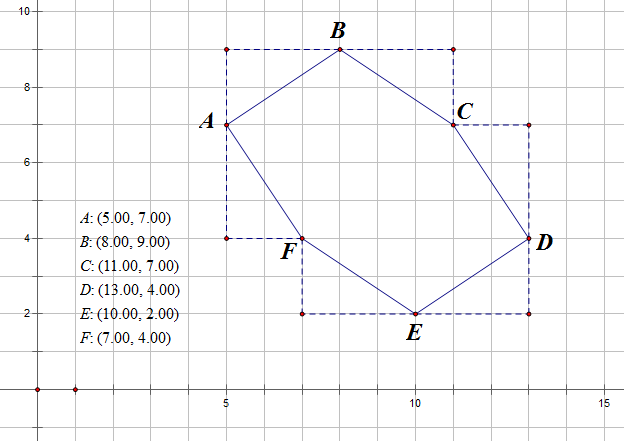 10
B
8
A
C
6
A: (5.00, 7.00)
B: (8.00, 9.00)
4
F
D
C: (11.00, 7.00)
D: (13.00, 4.00)
E: (10.00, 2.00)
2
E
F: (7.00, 4.00)
5
10
15